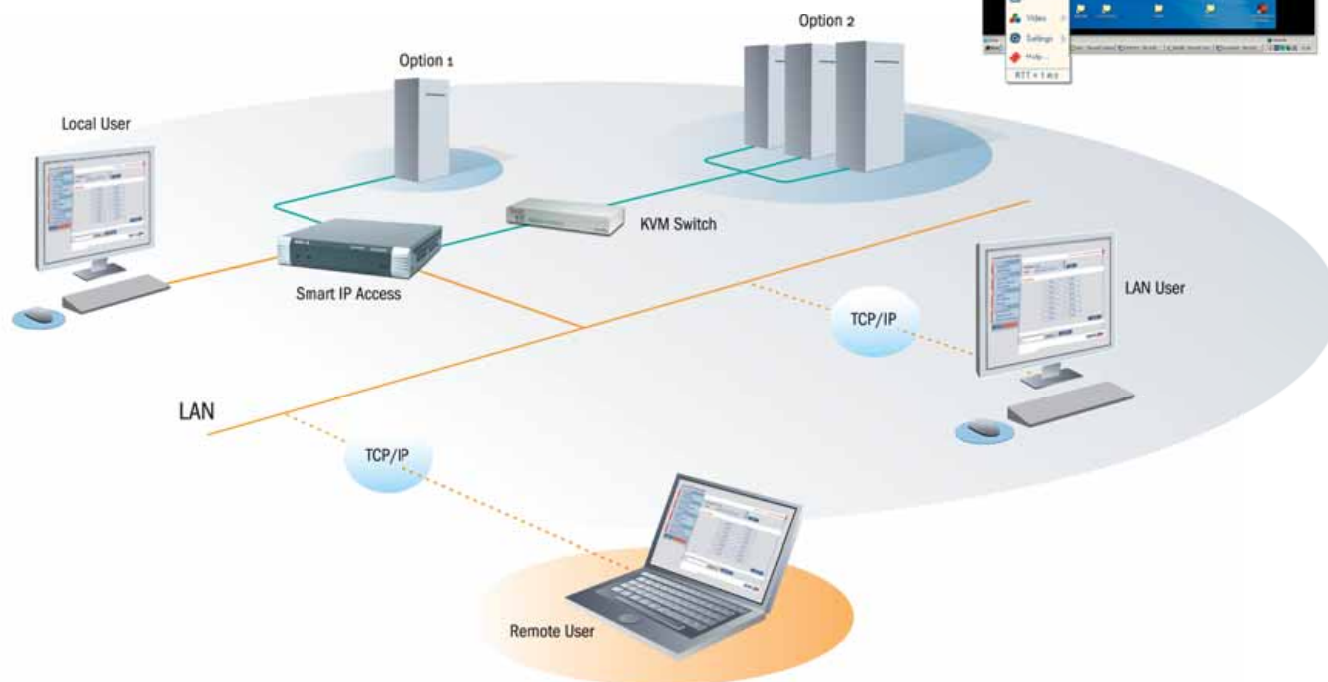 Option 2
Video
Settings
Help...
RTT = 1 ms
Option 1
Local User
KVM Switch
Smart IP Access
LAN User
TCP/IP
LAN
TCP/IP
Remote User